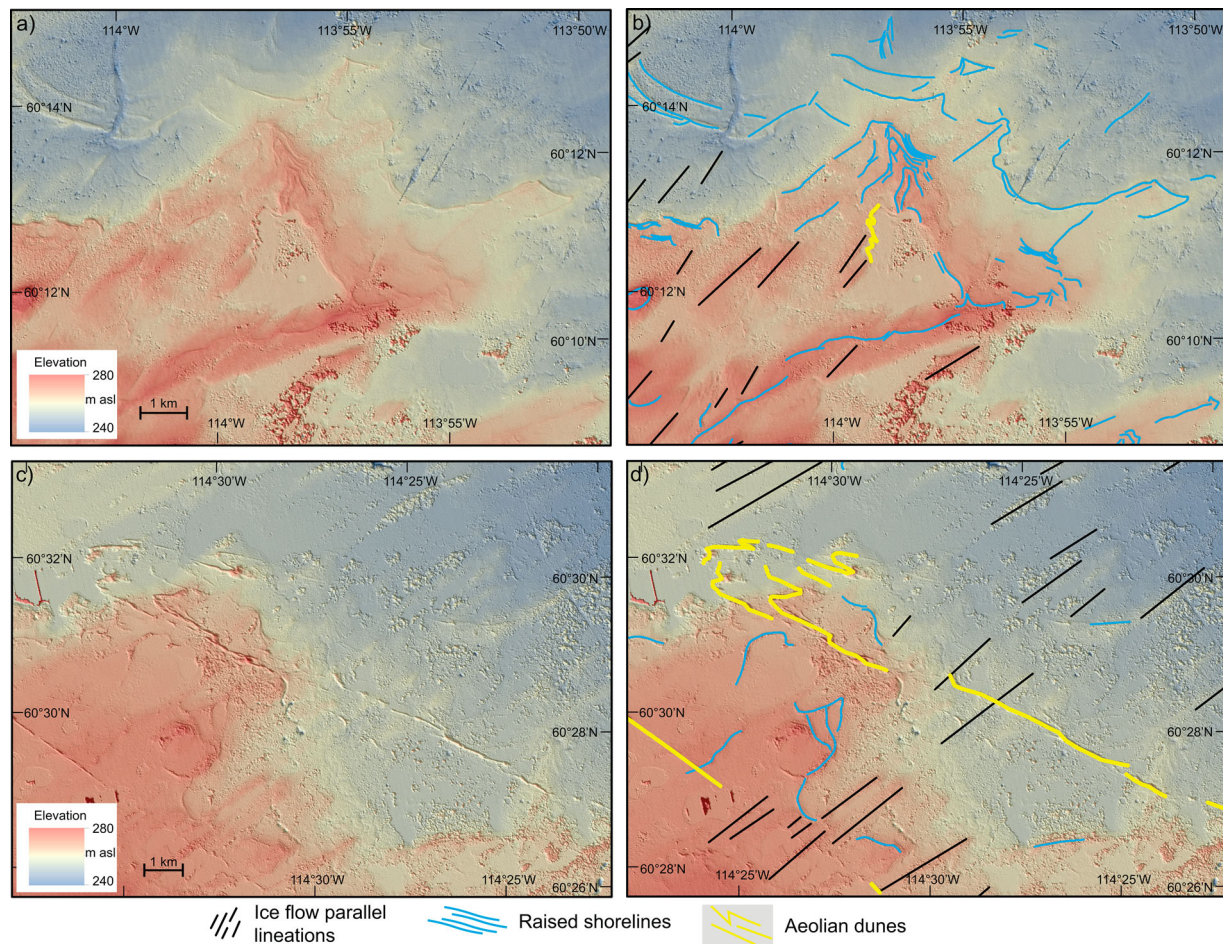 a)
114°W
113°55'W
113°50'W
60°14'N
60°12'N
60°12'N
60°10'N
Elevation
280
m asl
240
1 km
114°W
113°55'W
b)
114°W
113°55'W
113°50'W
60°14'N
60°12'N
60°12'N
60°10'N
114°W
113°55'W
c)
114°30'W
114°25'W
60°32'N
60°30'N
60°30'N
60°28'N
Elevation
280
m asl
240
1 km
114°30'W
114°25'W
60°26'N
d)
114°30'W
114°25'W
60°32'N
60°30'N
60°30'N
60°28'N
60°28'N
114°25'W
114°30'W
114°25'W
60°26'N
Ice flow parallel
lineations
Raised shorelines
Aeolian dunes